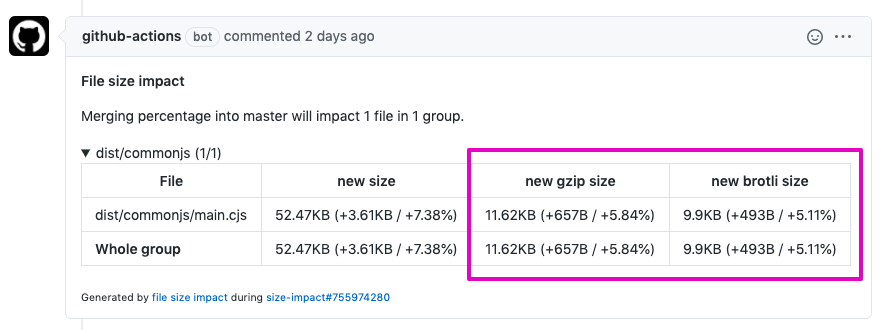 github-actions bot commented 2 days ago
File size impact
Merging percentage into master will impact 1 file in 1 group.
▼ dist/commonjs (1/1)
File new size new gzip size new brotli size
dist/commonjs/main.cjs 52.47KB (+3.61KB / +7.38%) 11.62KB (+657B / +5.84%) 9.9KB (+493B / +5.11%)
Whole group 52.47KB (+3.61KB / +7.38%) 11.62KB (+657B / +5.84%) 9.9KB (+493B / +5.11%)
Generated by file size impact during size-impact#755974280